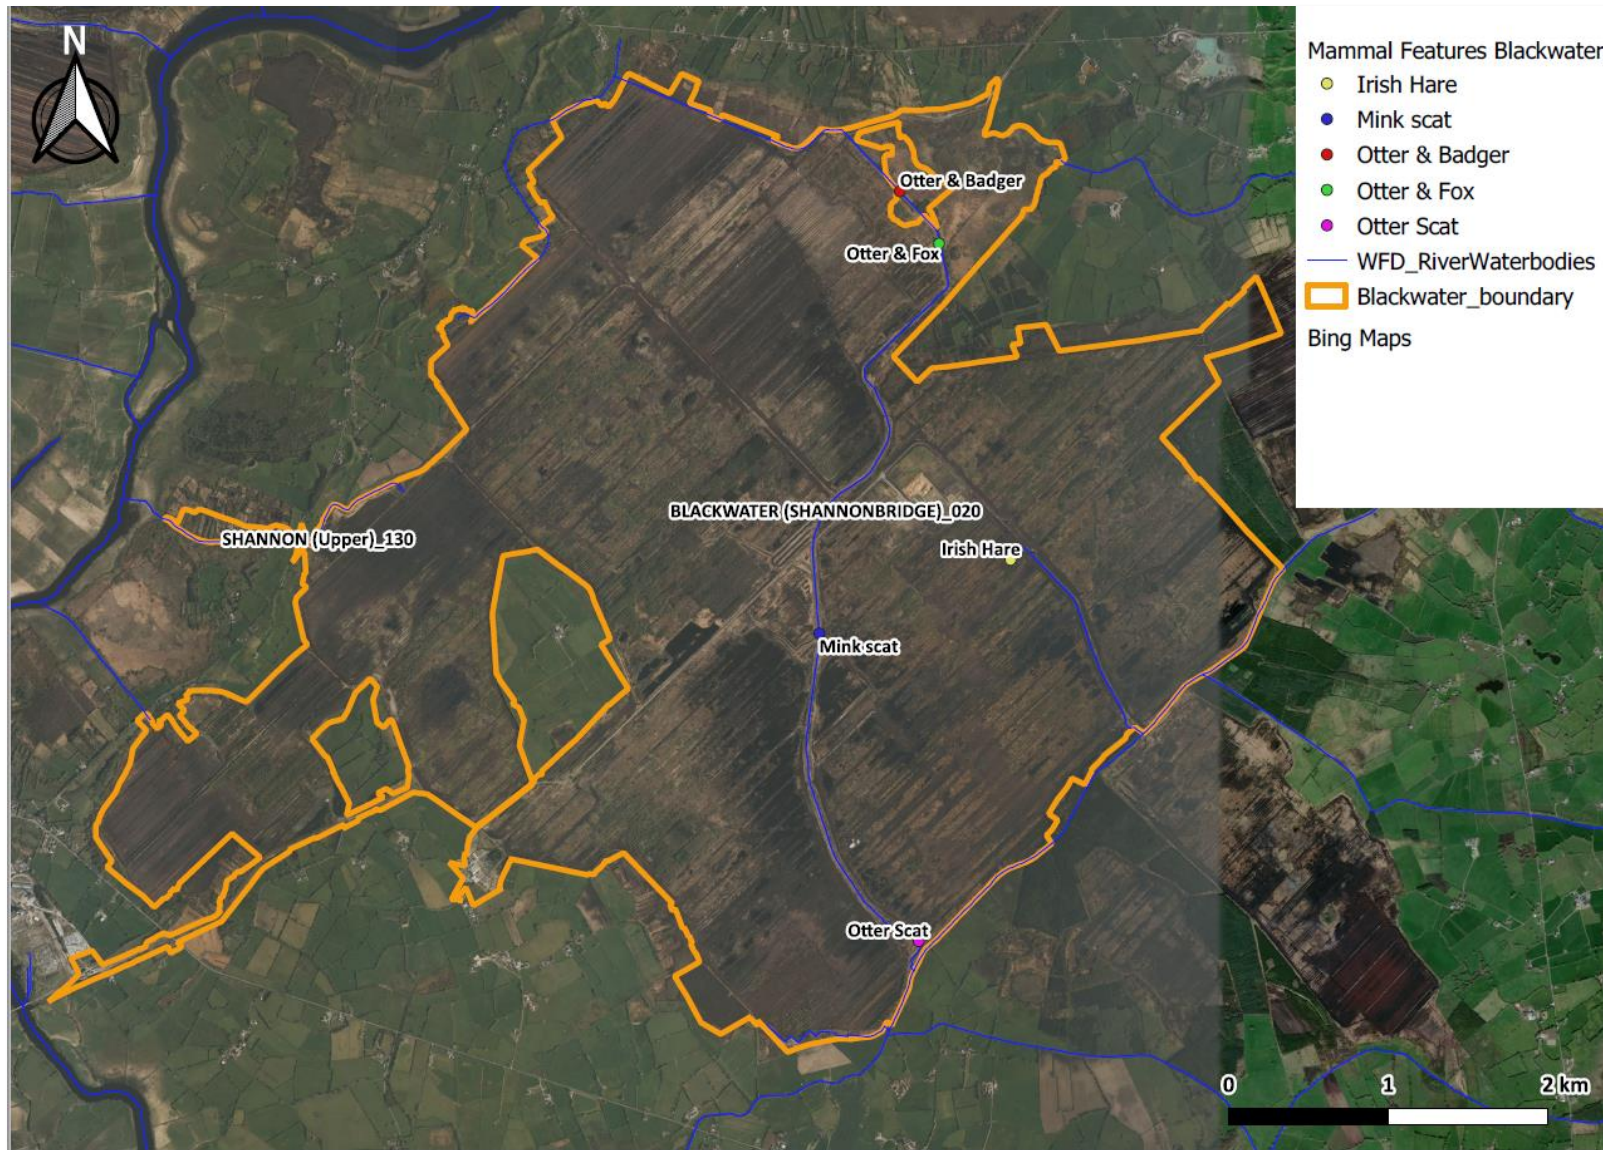 N
Mammal Features Blackwater
Irish Hare
Mink scat
Otter & Badger
Otter & Fox
Otter Scat
WFD_RiverWaterbodies
Blackwater_boundary
Bing Maps
Otter & Badger
Otter & Fox
BLACKWATER (SHANNONBRIDGE)_020
SHANNON (Upper)_130
Irish Hare
Mink scat
Otter Scat
0 1 2 km